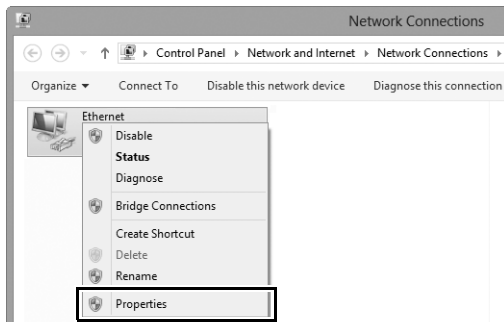 Network Connections
Control Panel Network and Internet Network Connections
Organize Connect To Disable this network device Diagnose this connection
Ethernet
Disable
Status
Diagnose
Bridge Connections
Create Shortcut
Delete
Rename
Properties